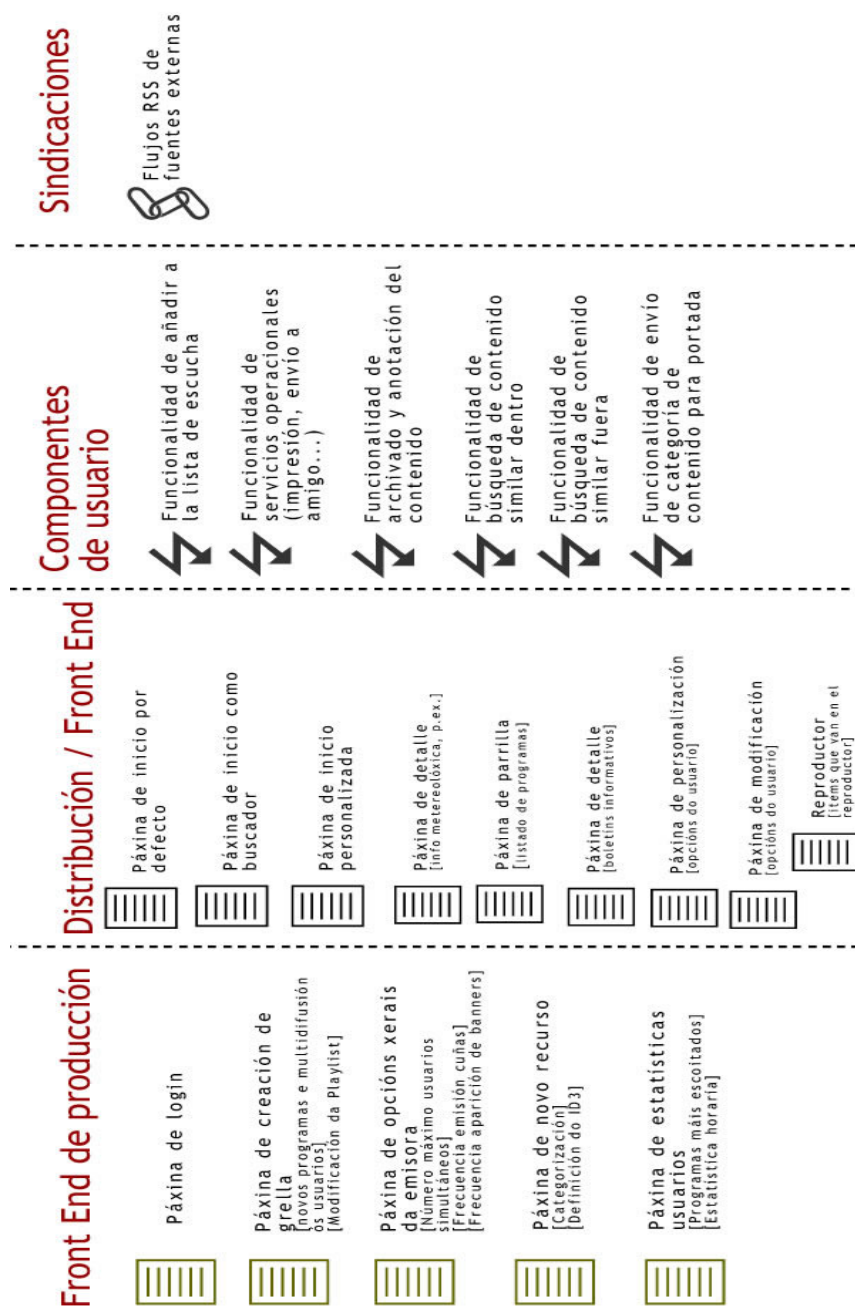 Front End de producción
Páxina de login
Páxina de creación de
grella
[novos programas e multidifusión
ós usuarios]
[Modificación da Playlist]
Páxina de opcións xerais
da emisora
[Número máximo usuarios
simultáneos]
[Frecuencia emisión cuñas]
[Frecuencia aparición de banners]
Páxina de novo recurso
[Categorización]
[Definición do ID3]
Páxina de estatísticas
usuarios
[Programas máis escoitados]
[Estatistica horaria]
Distribución / Front End
Páxina de inicio por
defecto
Páxina de inicio como
buscador
Páxina de inicio
personalizada
Páxina de detalle
[info metereolóxica, p.ex.]
Páxina de parrilla
[listado de programas]
Páxina de detalle
[boletins informativos]
Páxina de personalización
[opcións do usuario]
Páxina de modificación
[opcións do usuario]
Reproductor
[items que van en el
reproductor]
Componentes
de usuario
Funcionalidad de añadir a
la lista de escucha
Funcionalidad de
servicios operacionales
(impresión, envío a
amigo...)
Funcionalidad de
archivado y anotación del
contenido
Funcionalidad de
búsqueda de contenido
similar dentro
Funcionalidad de
búsqueda de contenido
similar fuera
Funcionalidad de envío
de categoría de
contenido para portada
Sindicaciones
Flujos RSS de
fuentes externas